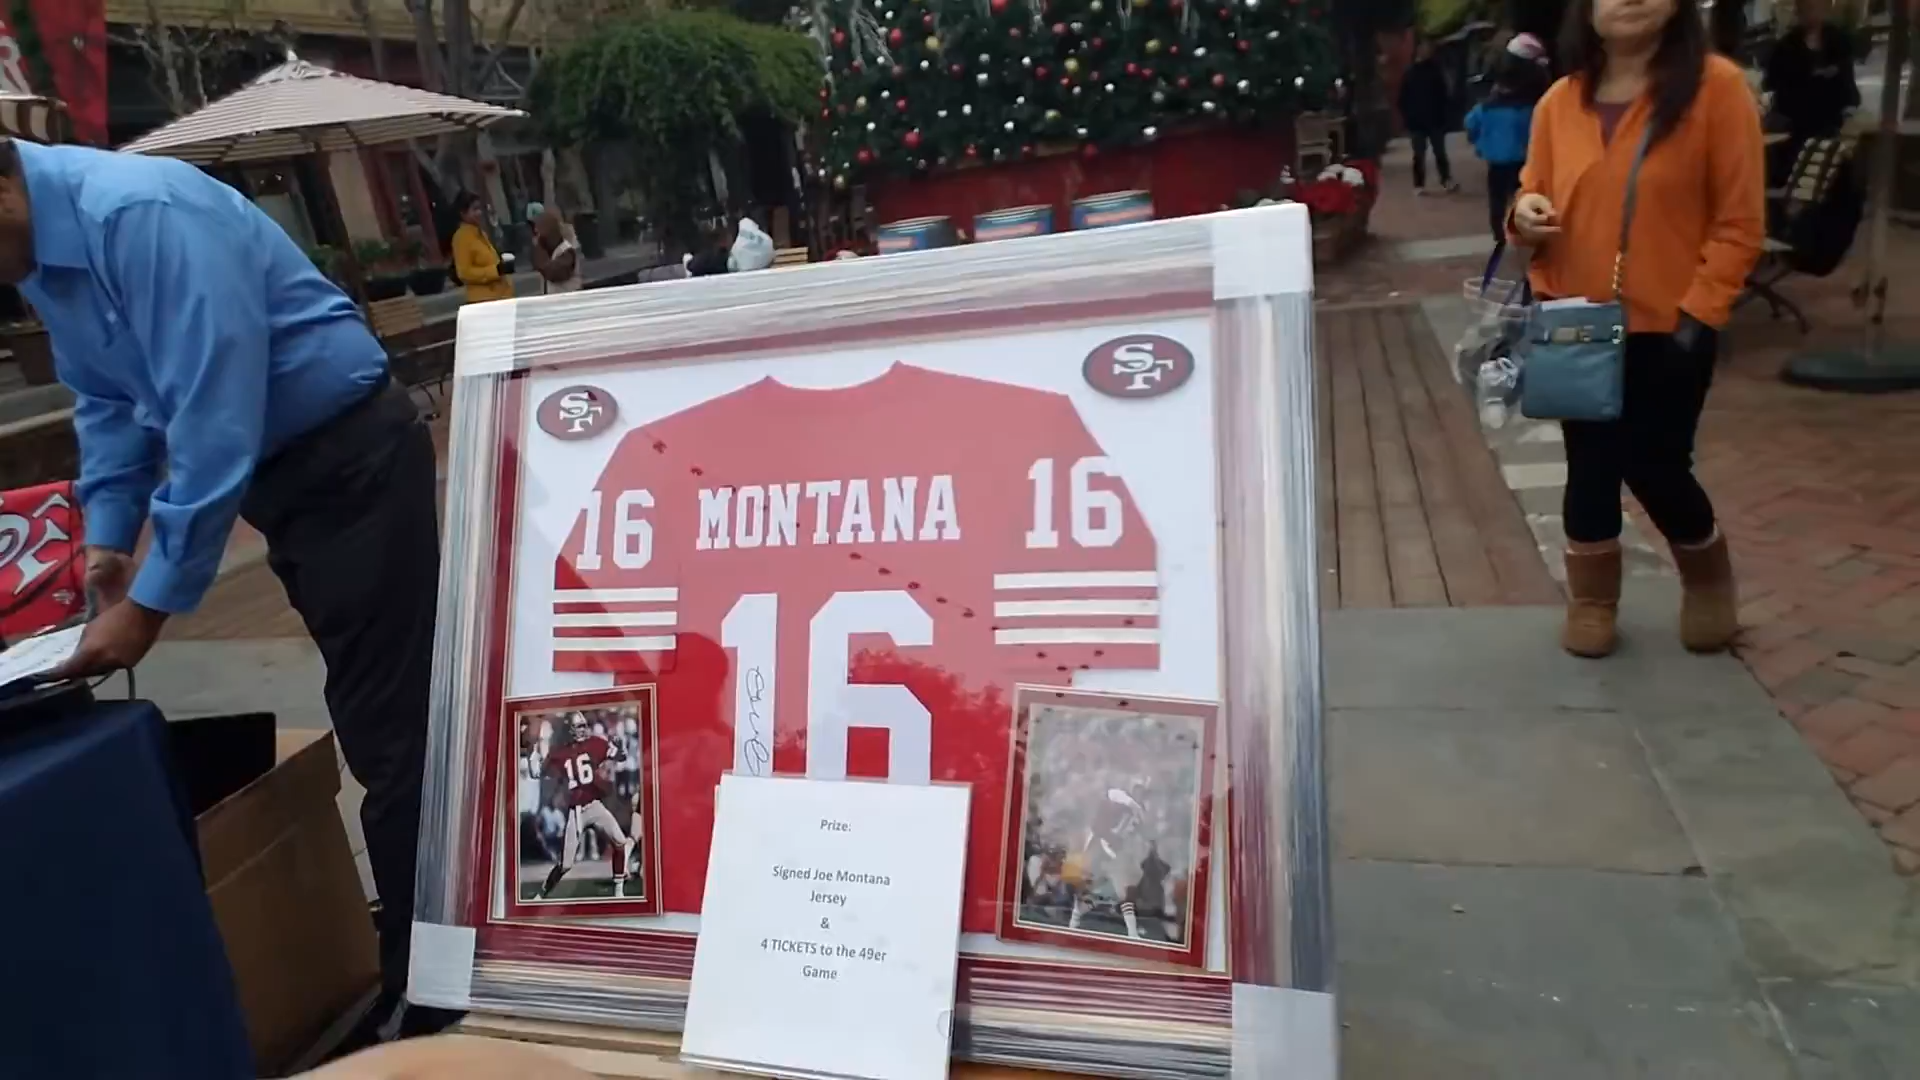 SF
SF
16 MONTANA 16
16
16
Prize:
Signed Joe Montana
Jersey
&
4 TICKETS to the 49er
Game